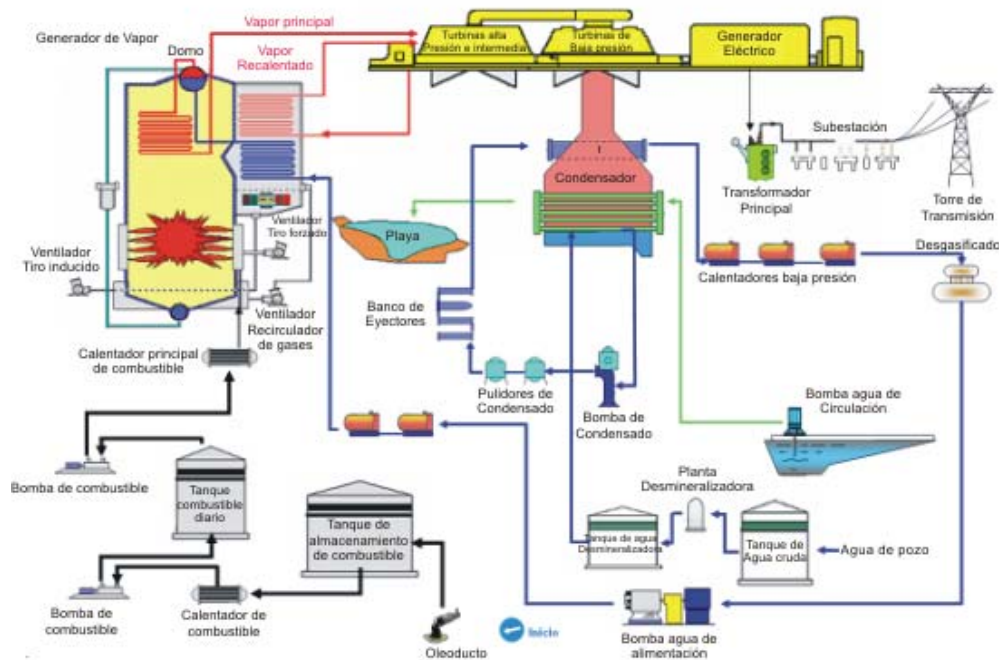 Vapor principal
Generador de Vapor
Domo
Vapor
Recalentado
Turbinas alta
Presión e intermedia
Turbinas de
Baja presión
Generador
Eléctrico
Subestación
Transformador
Principal
Torre de
Transmisión
Condensador
Playa
Ventilador
Tiro forzado
Ventilador
Tiro inducido
Ventilador
Recirculador
de gases
Desgasificado
Calentadores baja presión
Banco de
Eyectores
Calentador principal
de combustible
Pulidores de
Condensado
Bomba de
Condensado
Bomba agua de
Circulación
Bomba de combustible
Tanque
combustible
diario
Tanque de
almacenamiento
de combustible
Planta
Desmineralizadora
Tanque de agua
Desmineralizadora
Tanque de
Agua cruda
Agua de pozo
Bomba de
combustible
Calentador de
combustible
Oleoducto
Inicio
Bomba agua de
alimentación